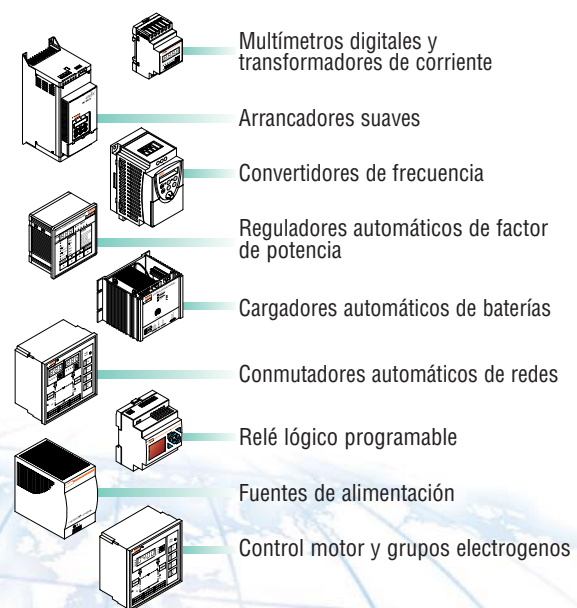 Multímetros digitales y
transformadores de corriente
Arrancadores suaves
Convertidores de frecuencia
Reguladores automáticos de factor
de potencia
Cargadores automáticos de baterías
Conmutadores automáticos de redes
Relé lógico programable
Fuentes de alimentación
Control motor y grupos electrogenos